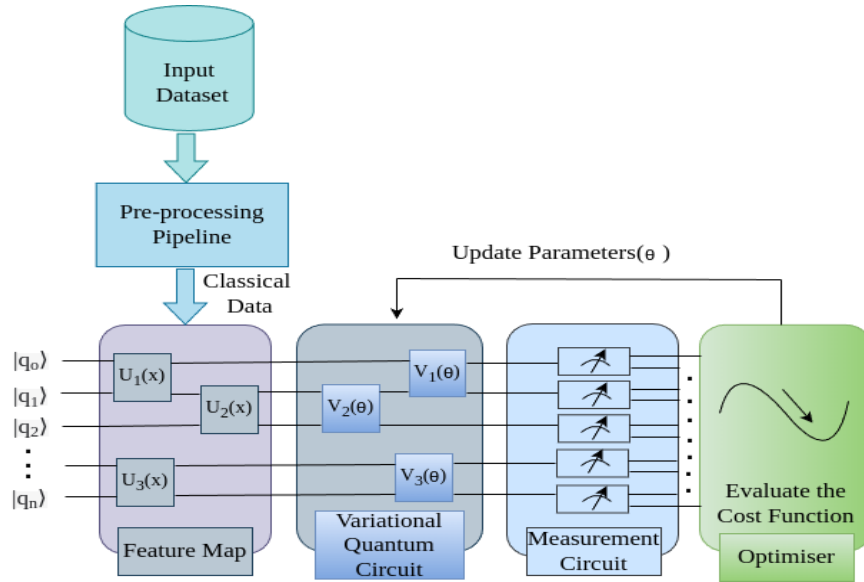 Input
Dataset
Pre-processing
Pipeline
Classical
Data
Update Parameters(θ )
|qo⟩
|q1⟩
|q2⟩
|qn⟩
U1(x)
U2(x)
U3(x)
V1(θ)
V2(θ)
V3(θ)
Feature Map
Variational
Quantum
Circuit
Measurement
Circuit
Evaluate the
Cost Function
Optimiser